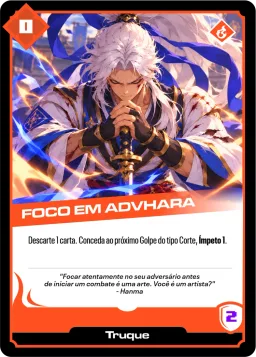 1
FOCO EM ADVHARA
Descarte 1 carta. Conceda ao próximo Golpe do tipo Corte, Ímpeto 1.
"Focar atentamente no seu adversário antes
de iniciar um combate é uma arte. Você é um artista?"
- Hanma
2
Truque